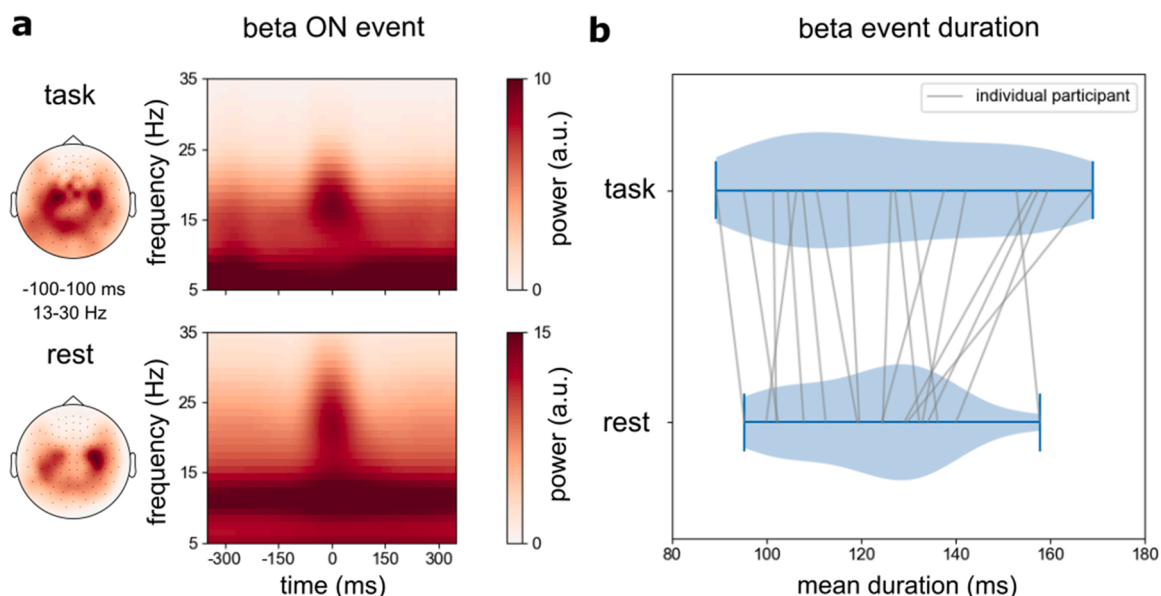 a
beta ON event
task
-100-100 ms
13-30 Hz
frequency (Hz)
35
25
15
5
10
0
power (a.u.)
rest
frequency (Hz)
35
25
15
5
-300
-150
0
150
300
time (ms)
15
0
power (a.u.)
b
beta event duration
individual participant
task
rest
80
100
120
140
160
180
mean duration (ms)